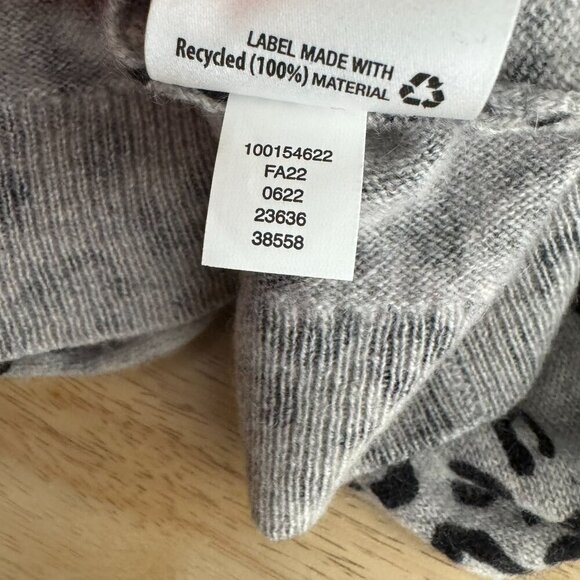 LABEL MADE WITH
Recycled (100%) MATERIAL
100154622
FA22
0622
23636
38558